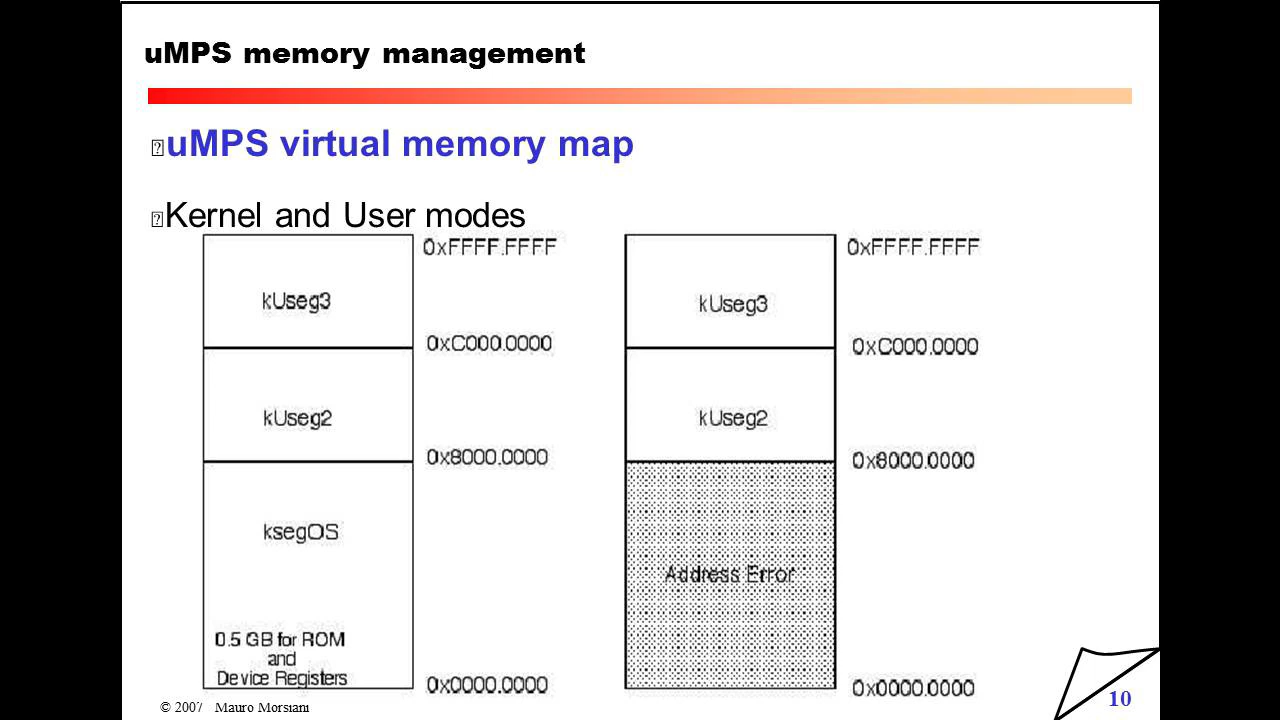 uMPS memory management
uMPS virtual memory map
Kernel and User modes
0xFFFF.FFFF
kUseg3
0xC000.0000
kUseg2
0x8000.0000
ksegOS
0.5 GB for ROM
and
Device Registers
0x0000.0000
0xFFFF.FFFF
kUseg3
0xC000.0000
kUseg2
0x8000.0000
Address Error
0x0000.0000
© 2007 Mauro Morsiani
10